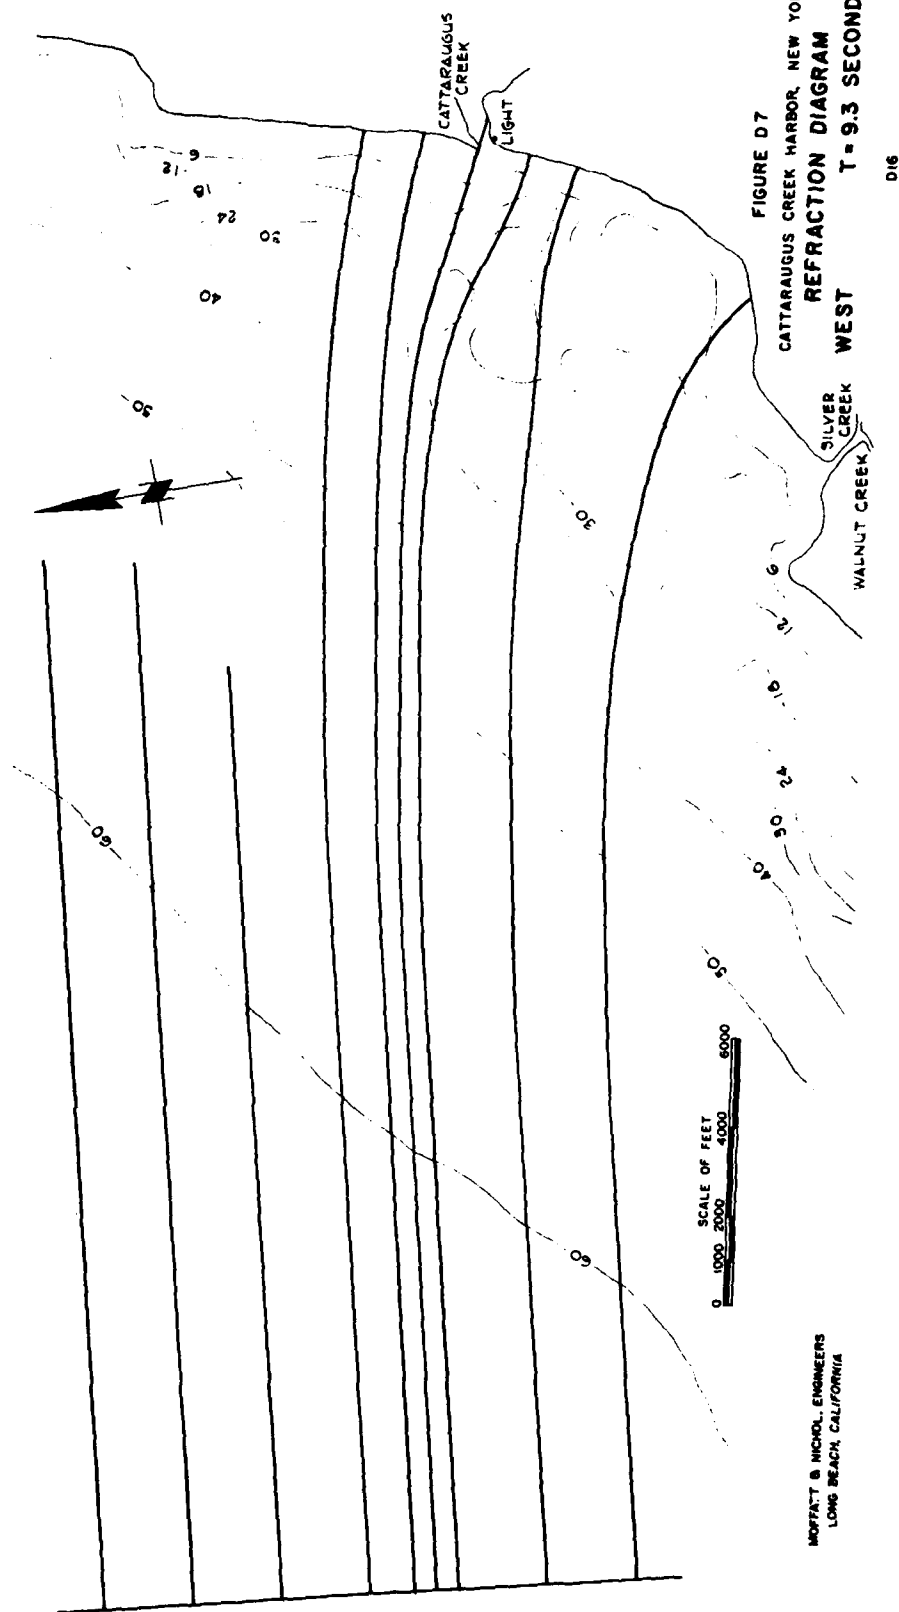 CATTARAUGUS
CREEK
LIGHT
6
12
18
24
30
40
50
60
60
30
SILVER
CREEK
WALNUT CREEK
6
12
18
24
30
40
50
SCALE OF FEET
0 1000 2000 4000 6000
MOFFATT & NICHOL, ENGINEERS
LONG BEACH, CALIFORNIA
FIGURE D7
CATTARAUGUS CREEK HARBOR, NEW YO
REFRACTION DIAGRAM
WEST T = 9.3 SECOND
D16